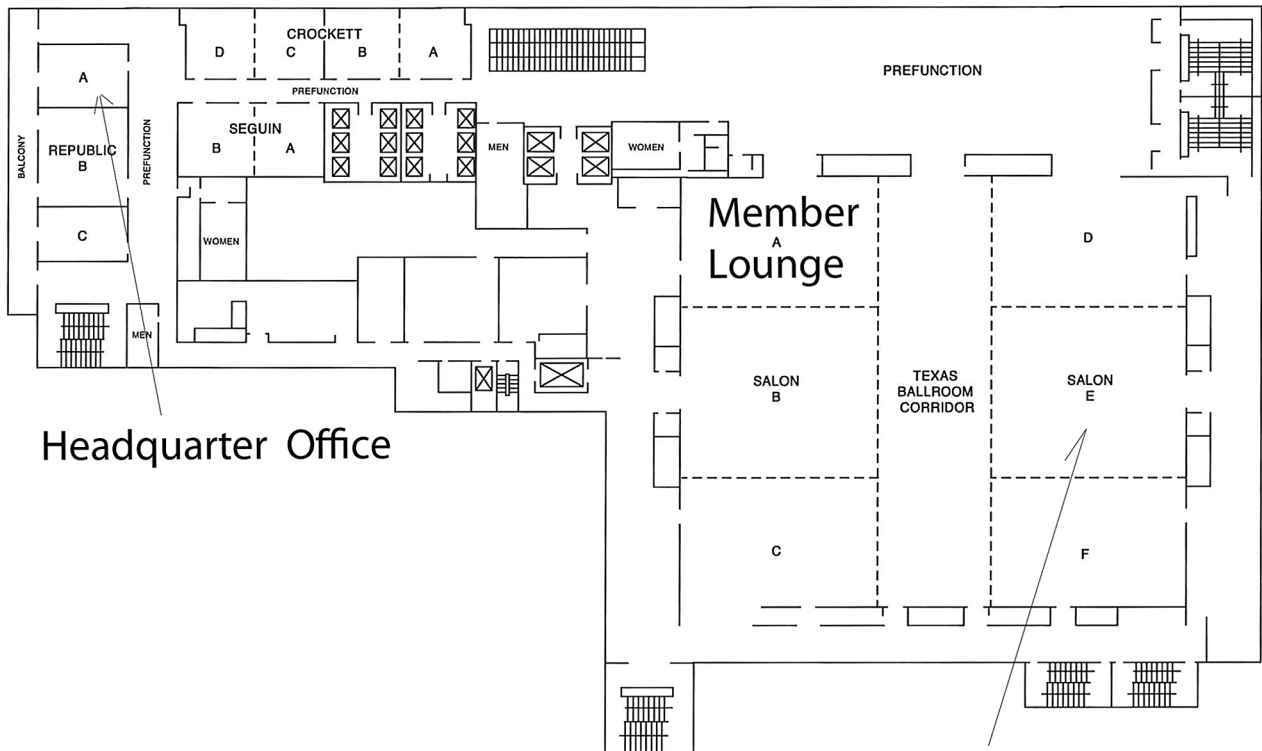 CROCKETT
D
C
B
A
PREFUNCTION
PREFUNCTION
A
REPUBLIC
B
C
BALCONY
PREFUNCTION
SEGUIN
B
A
MEN
WOMEN
WOMEN
MEN
Member
A
Lounge
D
SALON
B
TEXAS
BALLROOM
CORRIDOR
SALON
E
C
F
Headquarter Office